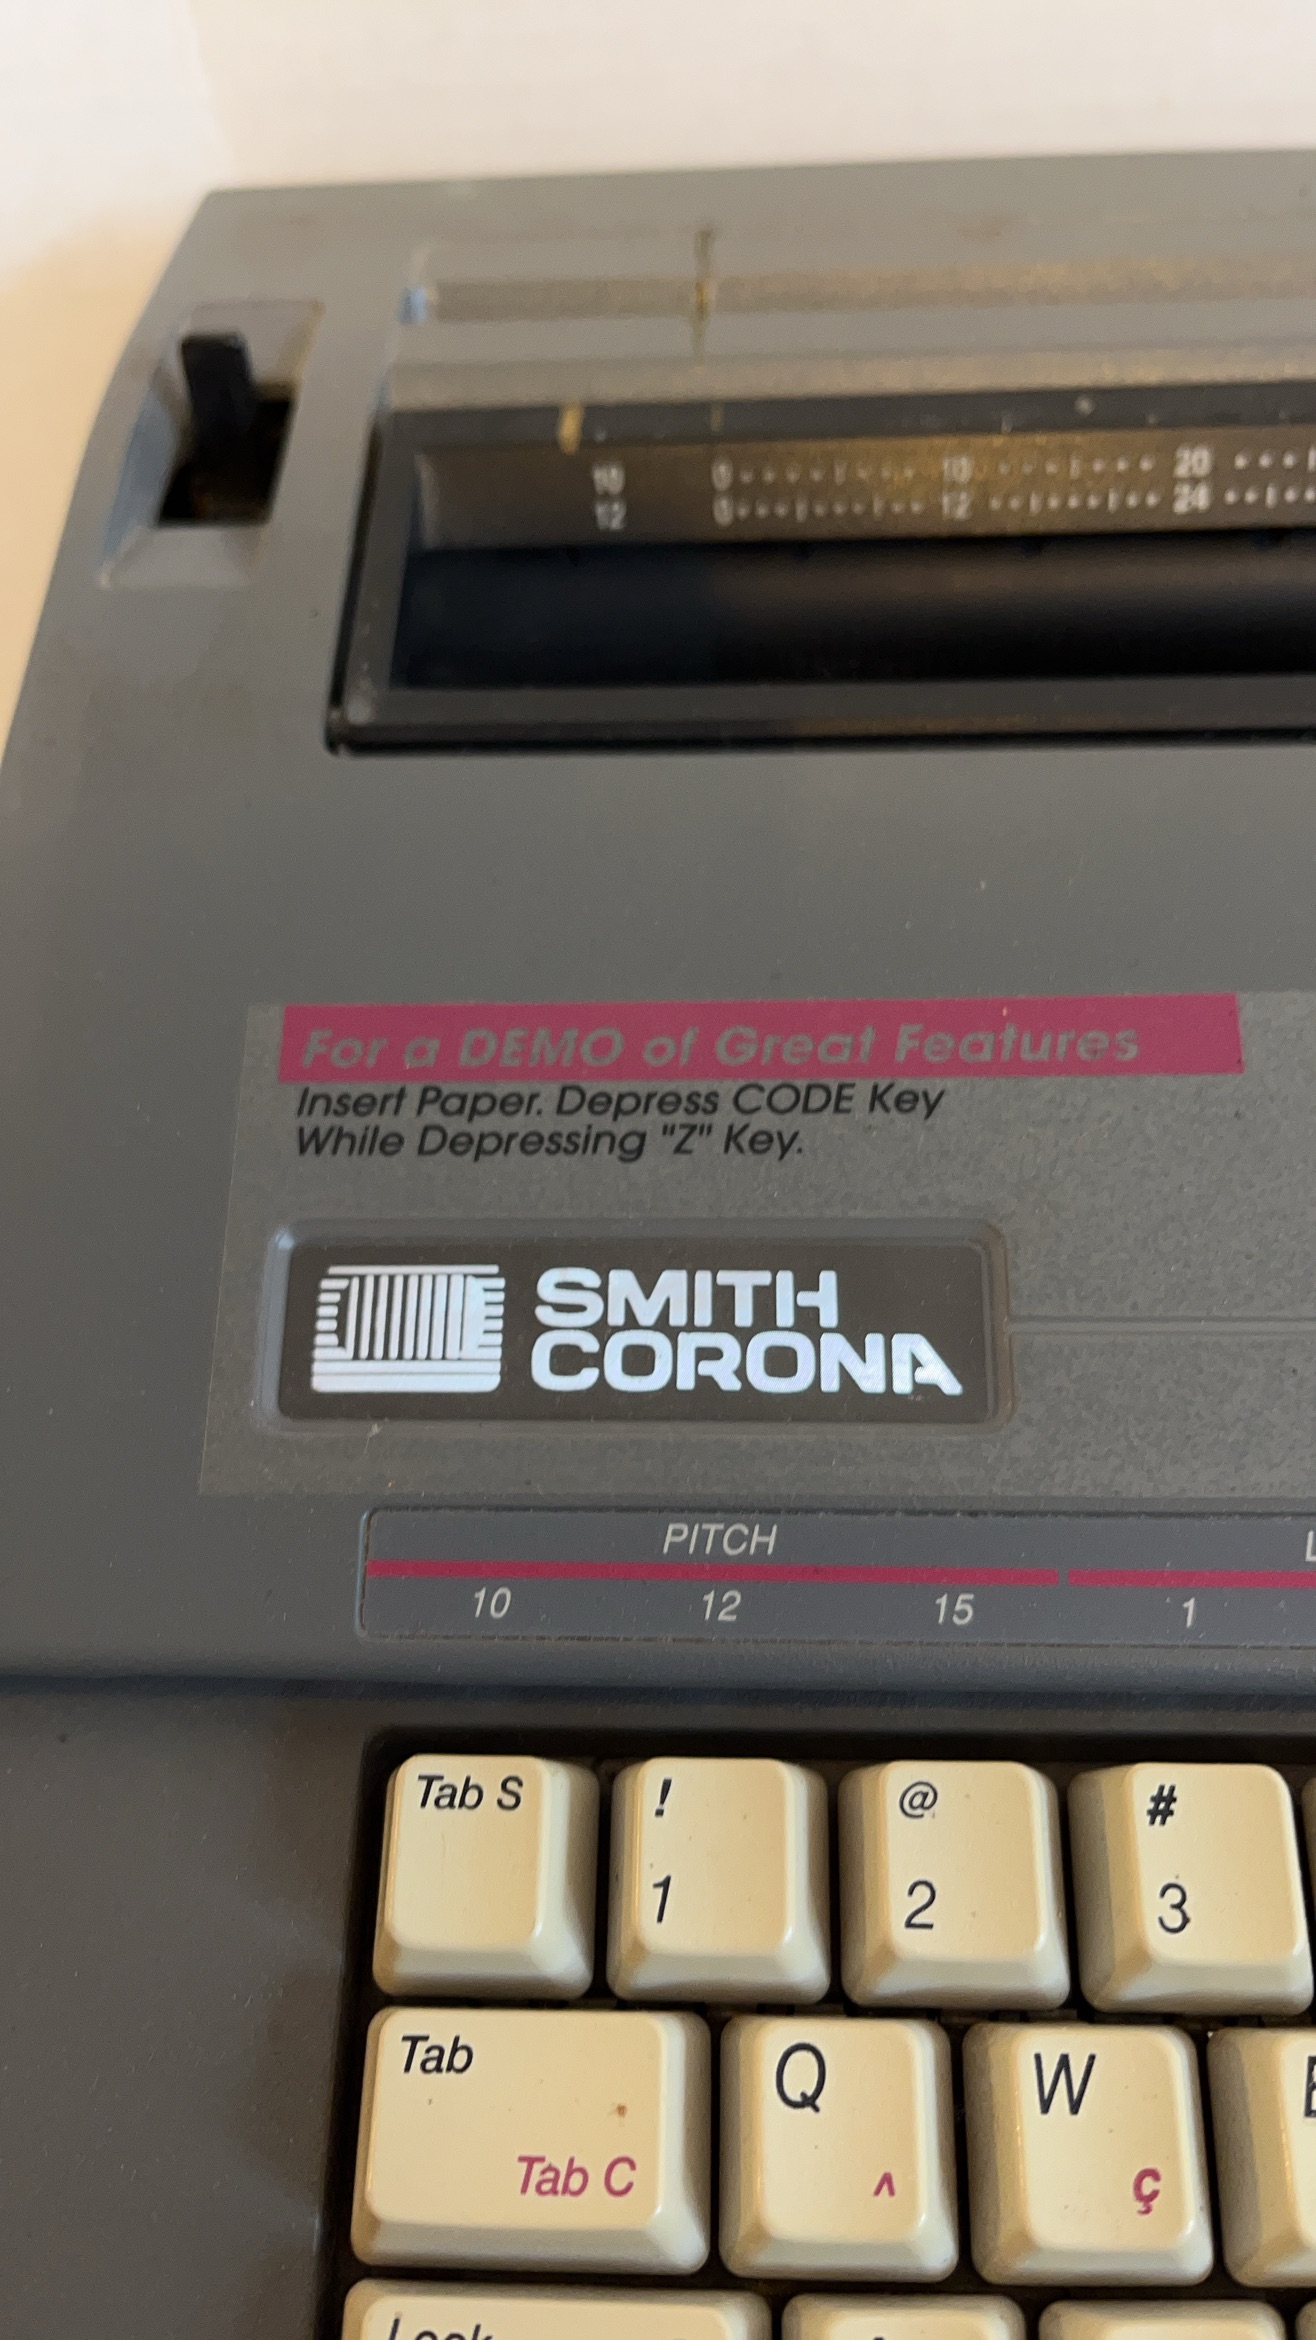 10 0 10 20
12 0 12 24
For a DEMO of Great Features
Insert Paper. Depress CODE Key
While Depressing "Z" Key.
SMITH
CORONA
PITCH L
10 12 15 1
Tab S ! @ #
1 2 3
Tab Q W E
Tab C ^ ç
Lock